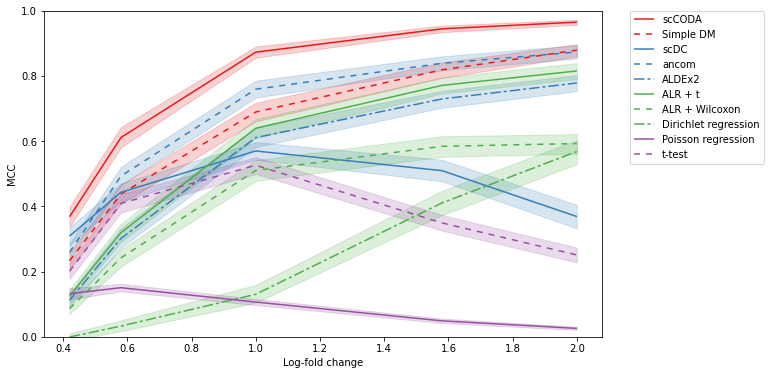 1.0
0.8
0.6
0.4
0.2
0.0
MCC
0.4
0.6
0.8
1.0
1.2
1.4
1.6
1.8
2.0
Log-fold change
scCODA
Simple DM
scDC
ancom
ALDEx2
ALR + t
ALR + Wilcoxon
Dirichlet regression
Poisson regression
t-test